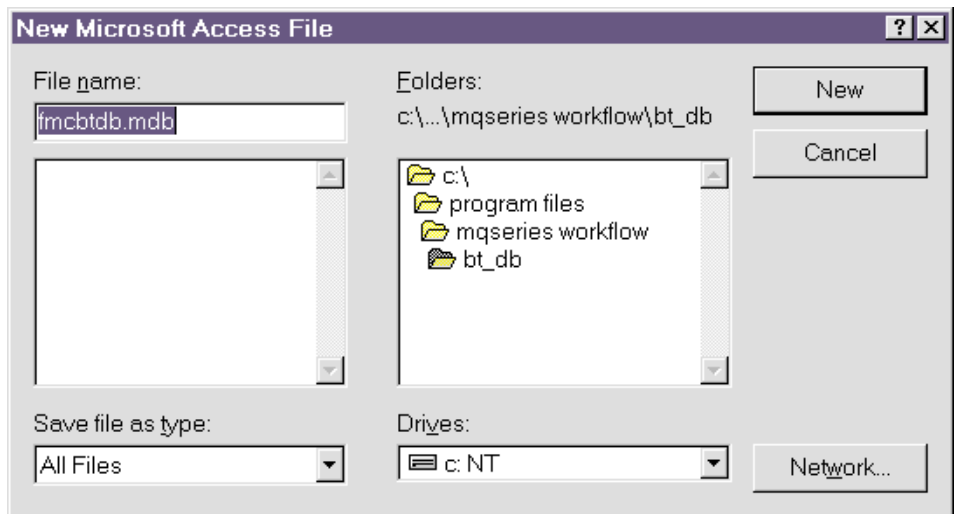 New Microsoft Access File
File name:
fmcbtdb.mdb
Save file as type:
All Files
Folders:
c:\...\mqseries workflow\bt_db
c:\
program files
mqseries workflow
bt_db
Drives:
c: NT
New
Cancel
Network...